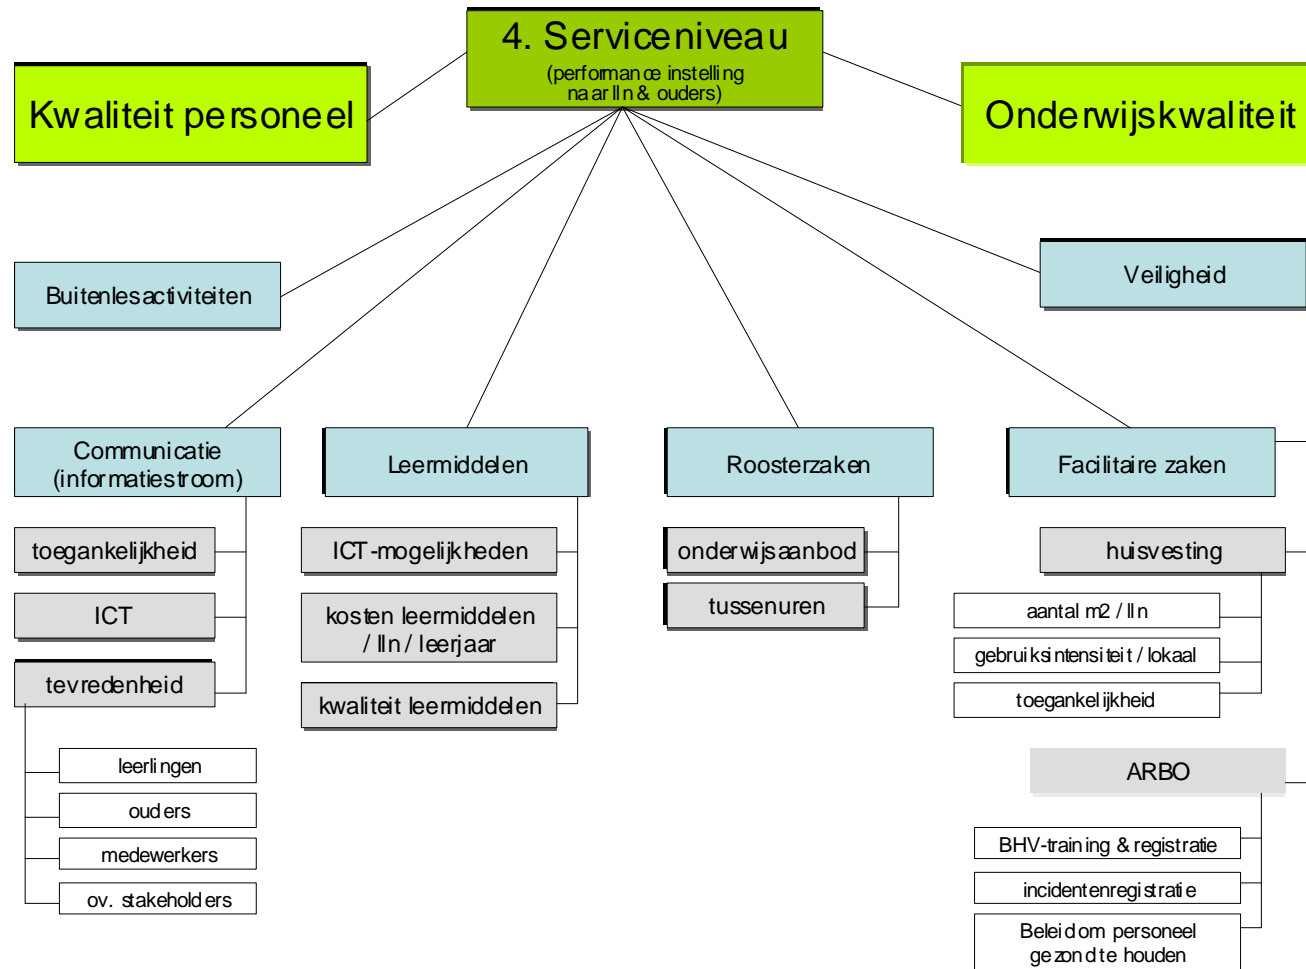 4. Serviceniveau
(performance instelling
naar lln & ouders)
Kwaliteit personeel
Onderwijskwaliteit
Buitenlesactiviteiten
Veiligheid
Communicatie
(informatiestroom)
Leermiddelen
Roosterzaken
Facilitaire zaken
toegankelijkheid
ICT
tevredenheid
leerlingen
ouders
medewerkers
ov. stakeholders
ICT-mogelijkheden
kosten leermiddelen
/ lln / leerjaar
kwaliteit leermiddelen
onderwijsaanbod
tussenuren
huisvesting
aantal m2 / lln
gebruiksintensiteit / lokaal
toegankelijkheid
ARBO
BHV-training & registratie
incidentenregistratie
Beleid om personeel
gezond te houden